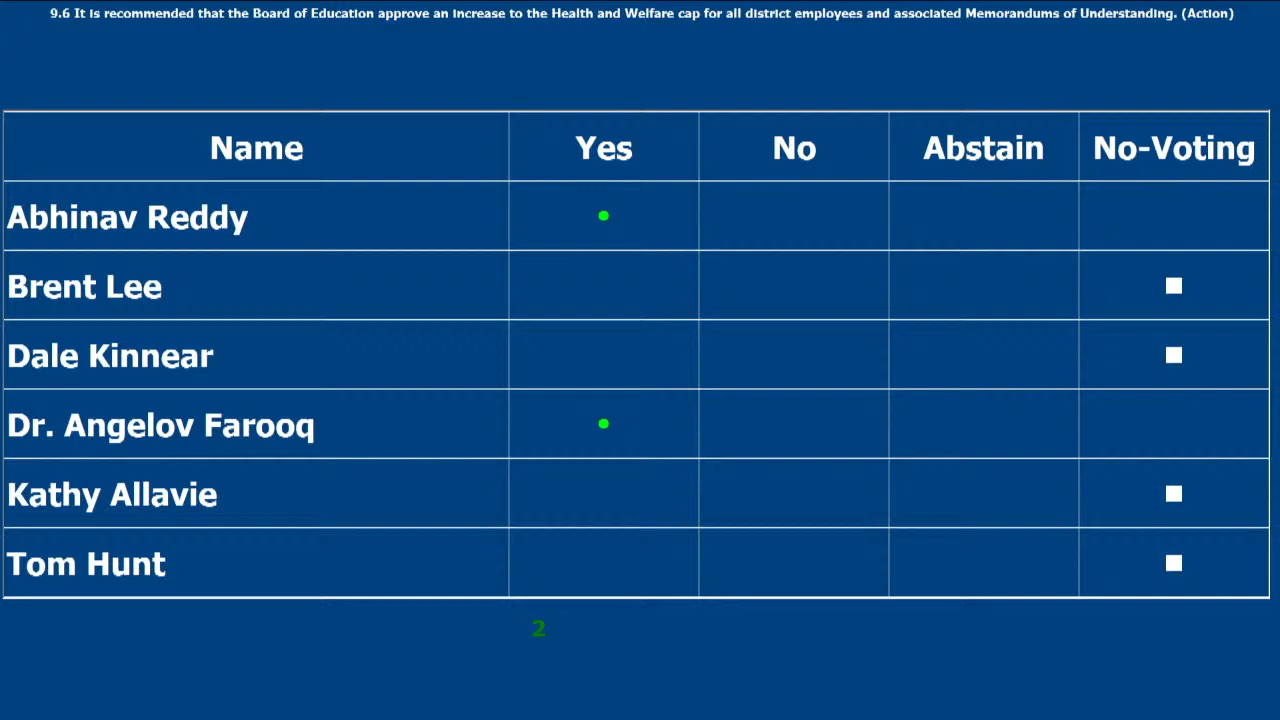 9.6 It is recommended that the Board of Education approve an increase to the Health and Welfare cap for all district employees and associated Memorandums of Understanding. (Action)
Name Yes No Abstain No-Voting
Abhinav Reddy
Brent Lee
Dale Kinnear
Dr. Angelov Farooq
Kathy Allavie
Tom Hunt
2